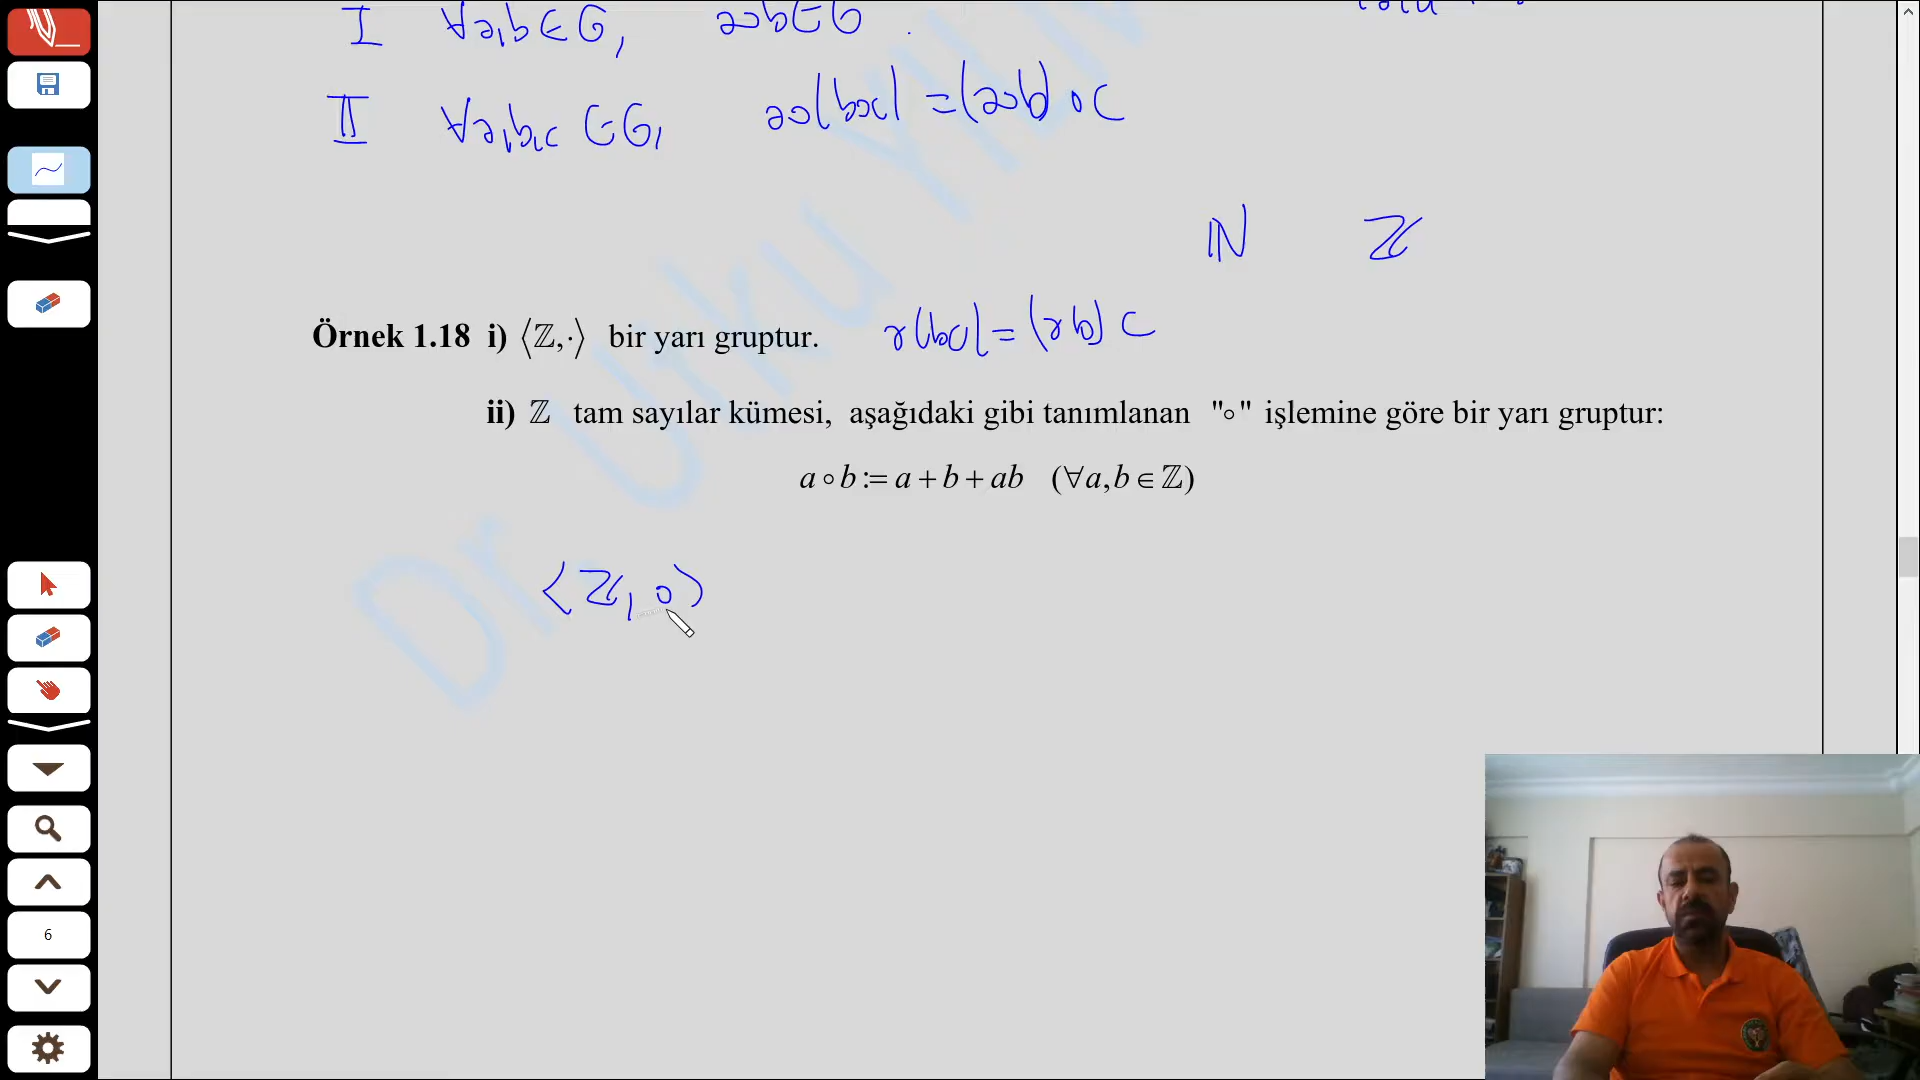 I ∀a,b∈G, a∘b∈G
II ∀a,b,c ∈G, a∘(b∘c) = (a∘b)∘c
ℕ ℤ
Örnek 1.18 i) ⟨ℤ,·⟩ bir yarı gruptur. a(bc) = (ab)c
ii) ℤ tam sayılar kümesi, aşağıdaki gibi tanımlanan "∘" işlemine göre bir yarı gruptur:
a∘b := a + b + ab (∀a,b∈ℤ)
⟨ℤ,∘⟩
6